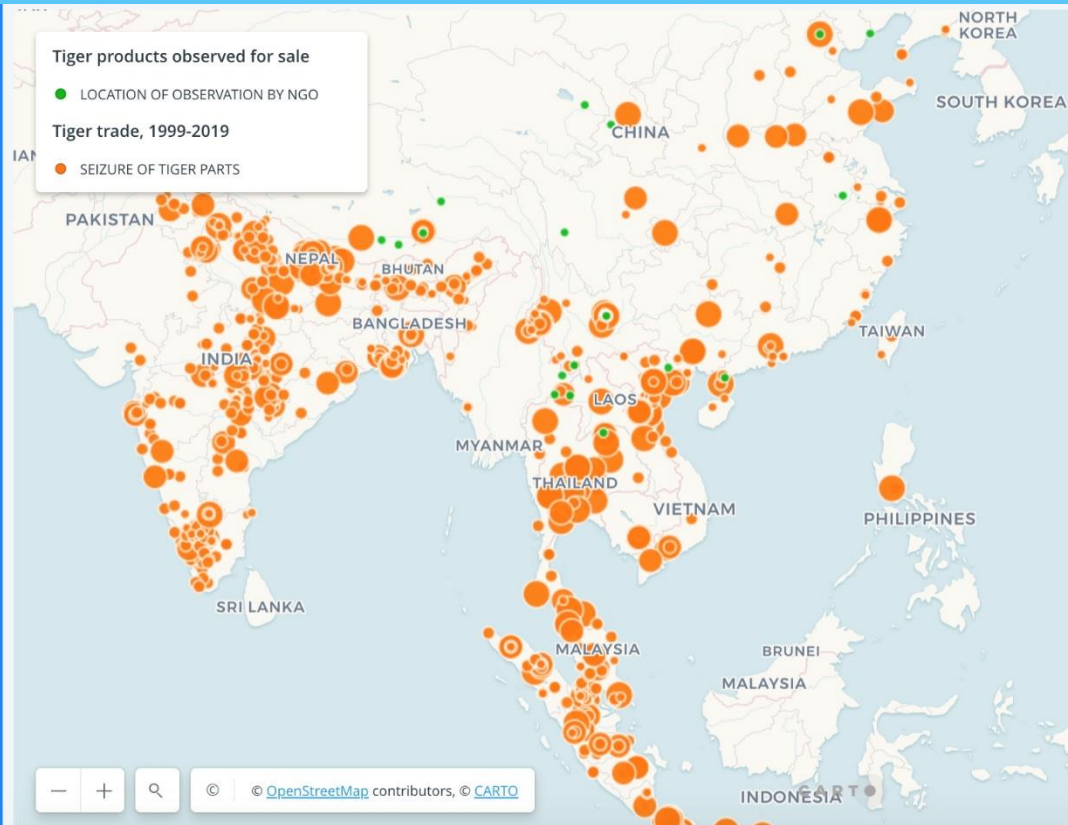 Tiger products observed for sale
LOCATION OF OBSERVATION BY NGO
Tiger trade, 1999-2019
SEIZURE OF TIGER PARTS
NORTH
KOREA
SOUTH KOREA
CHINA
PAKISTAN
NEPAL
BHUTAN
BANGLADESH
INDIA
TAIWAN
LAOS
MYANMAR
THAILAND
VIETNAM
PHILIPPINES
SRI LANKA
MALAYSIA
BRUNEI
MALAYSIA
INDONESIA
CARTO
© © OpenStreetMap contributors, © CARTO